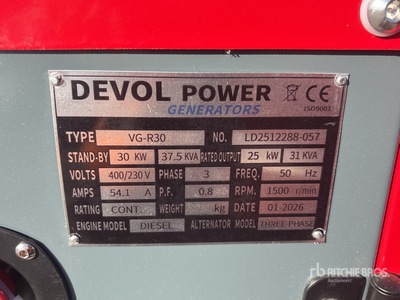 DEVOL POWER CE
GENERATORS ISO9001
TYPE VG-R30 NO. LD2512288-057
STAND-BY 30 KW 37.5 KVA RATED OUTPUT 25 kW 31 KVA
VOLTS 400/230 V PHASE 3 FREQ. 50 Hz
AMPS 54.1 A P.F. 0.8 RPM. 1500 r/min
RATING CONT. WEIGHT kg DATE 01-2026
ENGINE MODEL DIESEL ALTERNATOR MODEL THREE-PHASE
rb RITCHIE BROS.
Auctioneers